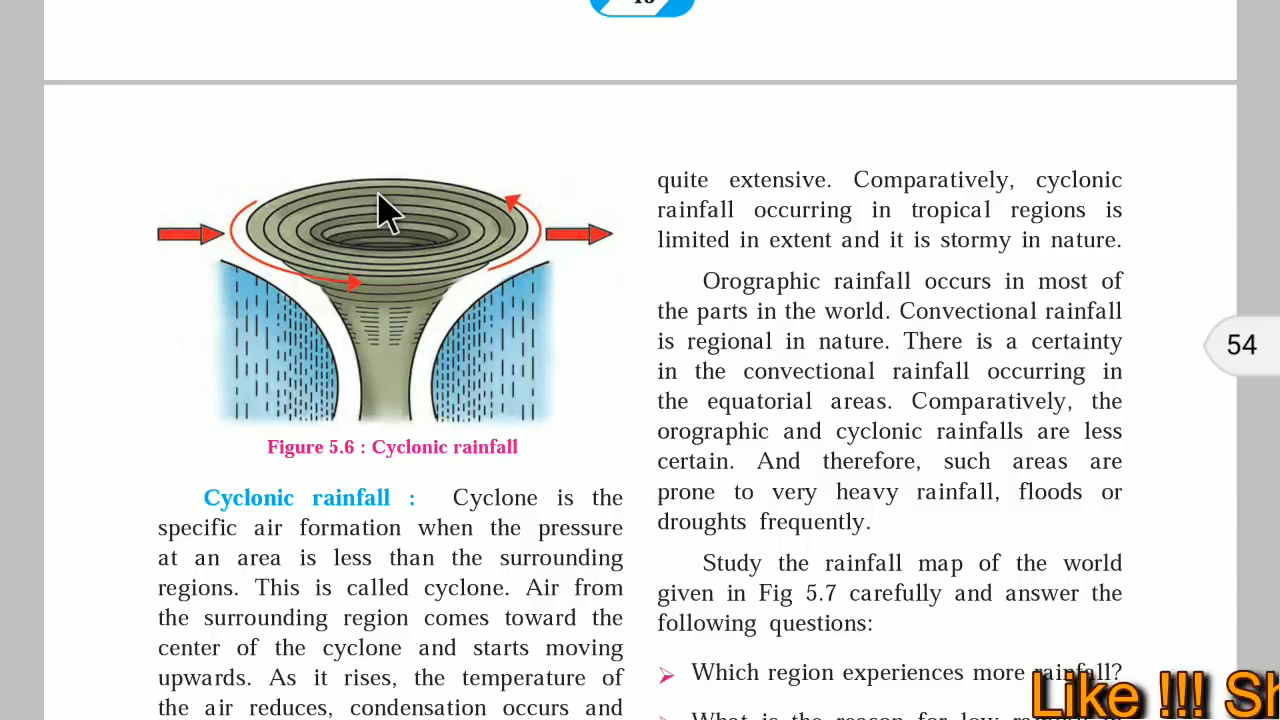 Figure 5.6 : Cyclonic rainfall
Cyclonic rainfall : Cyclone is the
specific air formation when the pressure
at an area is less than the surrounding
regions. This is called cyclone. Air from
the surrounding region comes toward the
center of the cyclone and starts moving
upwards. As it rises, the temperature of
the air reduces, condensation occurs and
quite extensive. Comparatively, cyclonic
rainfall occurring in tropical regions is
limited in extent and it is stormy in nature.
Orographic rainfall occurs in most of
the parts in the world. Convectional rainfall
is regional in nature. There is a certainty
in the convectional rainfall occurring in
the equatorial areas. Comparatively, the
orographic and cyclonic rainfalls are less
certain. And therefore, such areas are
prone to very heavy rainfall, floods or
droughts frequently.
Study the rainfall map of the world
given in Fig 5.7 carefully and answer the
following questions:
Which region experiences more rainfall?
What is the reason for low
54
Like !!! Sh